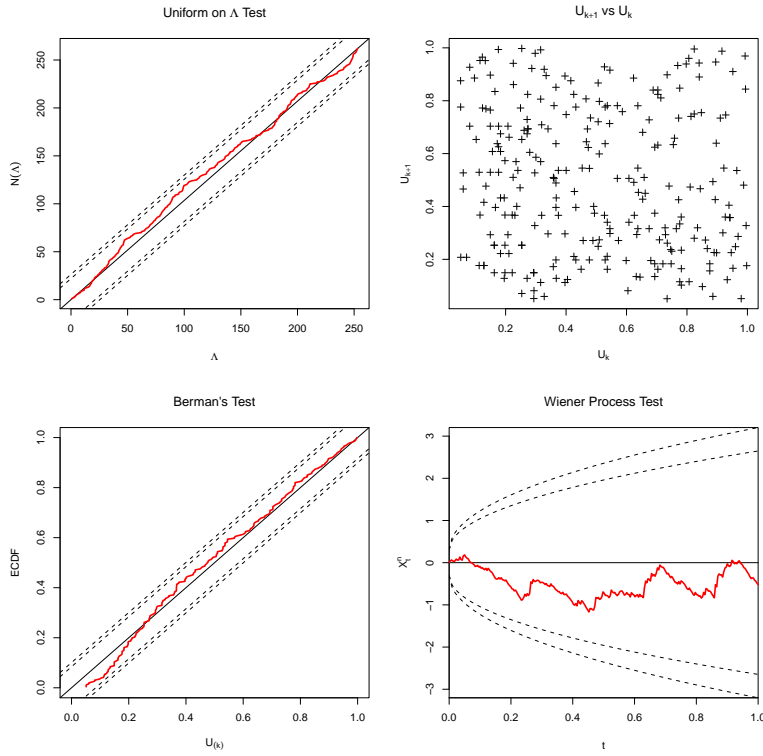 Uniform on Λ Test
N(Λ)
0 50 100 150 200 250
0 50 100 150 200 250
Λ
U_{k+1} vs U_k
U_{k+1}
0.2 0.4 0.6 0.8 1.0
0.2 0.4 0.6 0.8 1.0
U_k
Berman's Test
ECDF
0.0 0.2 0.4 0.6 0.8 1.0
0.0 0.2 0.4 0.6 0.8 1.0
U_{(k)}
Wiener Process Test
X_t^n
-3 -2 -1 0 1 2 3
0.0 0.2 0.4 0.6 0.8 1.0
t